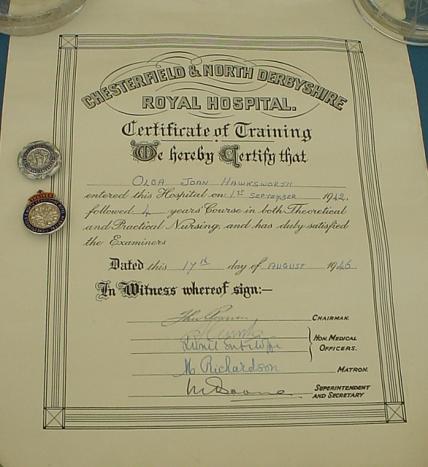 CHESTERFIELD & NORTH DERBYSHIRE
ROYAL HOSPITAL.
Certificate of Training
We hereby Certify that
OLGA JOAN HAWKSWORTH
entered this Hospital on 1st SEPTEMBER 1942,
followed 4 years' Course in both Theoretical
and Practical Nursing, and has duly satisfied
the Examiners
Dated this 17th day of AUGUST 1946
In Witness whereof sign:—
CHAIRMAN.
HON. MEDICAL
OFFICERS.
M. Richardson MATRON.
SUPERINTENDENT
AND SECRETARY